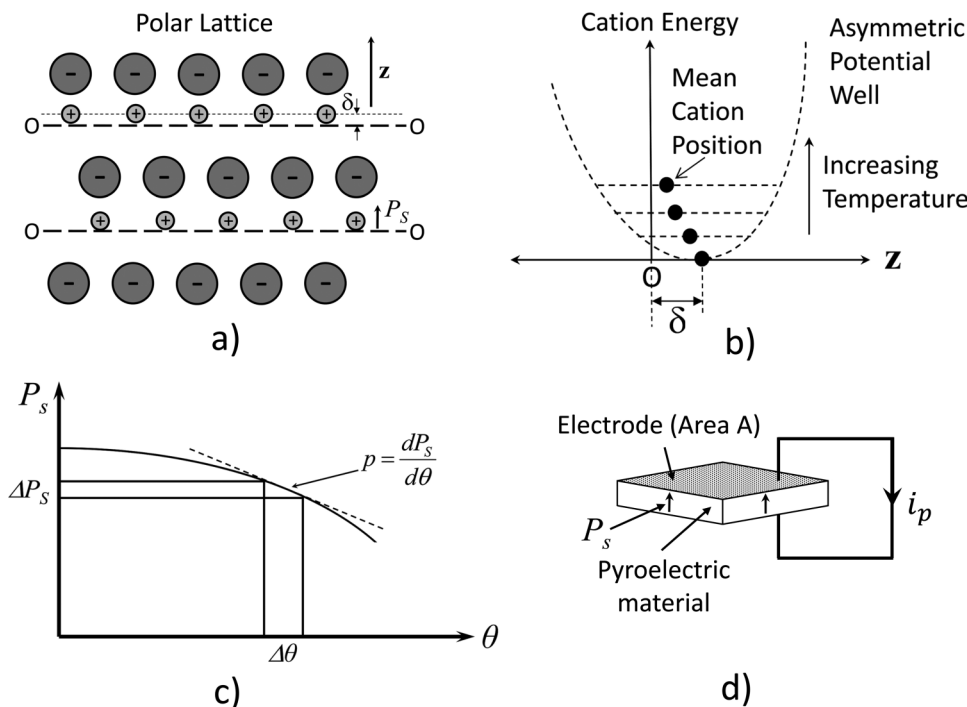 Polar Lattice
z
- - - - -
δ
+ + + + +
O O
- - - - -
P_S
+ + + + +
O O
- - - - -
a)
Cation Energy
Asymmetric
Potential
Well
Mean
Cation
Position
Increasing
Temperature
z
O
δ
b)
P_s
p = dP_s/dθ
ΔP_S
Δθ
θ
c)
Electrode (Area A)
i_p
P_s
Pyroelectric
material
d)